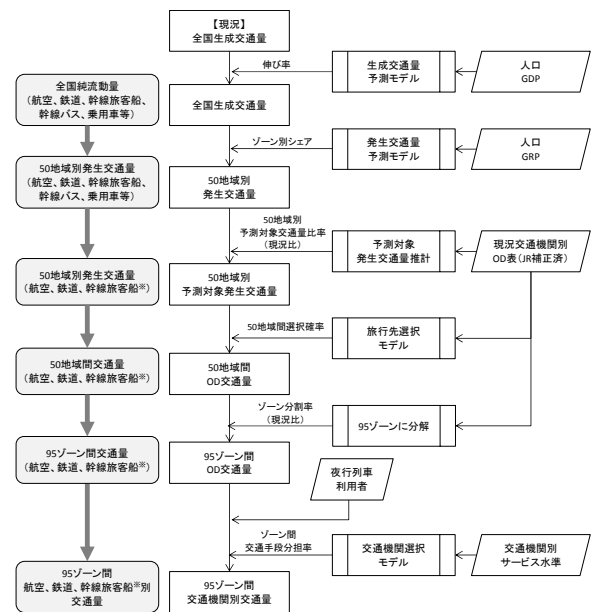 【現況】
全国生成交通量
伸び率
生成交通量
予測モデル
人口
GDP
全国純流動量
(航空、鉄道、幹線旅客船、
幹線バス、乗用車等)
全国生成交通量
ゾーン別シェア
発生交通量
予測モデル
人口
GRP
50地域別発生交通量
(航空、鉄道、幹線旅客船、
幹線バス、乗用車等)
50地域別
発生交通量
50地域別
予測対象交通量比率
(現況比)
予測対象
発生交通量推計
現況交通機関別
OD表(JR補正済)
50地域別発生交通量
(航空、鉄道、幹線旅客船※)
50地域別
予測対象発生交通量
50地域間選択確率
旅行先選択
モデル
50地域間交通量
(航空、鉄道、幹線旅客船※)
50地域間
OD交通量
ゾーン分割率
(現況比)
95ゾーンに分解
95ゾーン間交通量
(航空、鉄道、幹線旅客船※)
95ゾーン間
OD交通量
夜行列車
利用者
ゾーン間
交通手段分担率
交通機関選択
モデル
交通機関別
サービス水準
95ゾーン間
航空、鉄道、幹線旅客船※別
交通量
95ゾーン間
交通機関別交通量